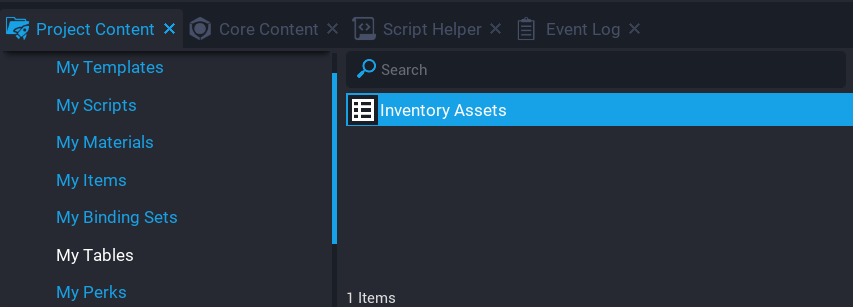 Project Content Core Content Script Helper Event Log
My Templates
My Scripts
My Materials
My Items
My Binding Sets
My Tables
My Perks
Search
Inventory Assets
1 Items